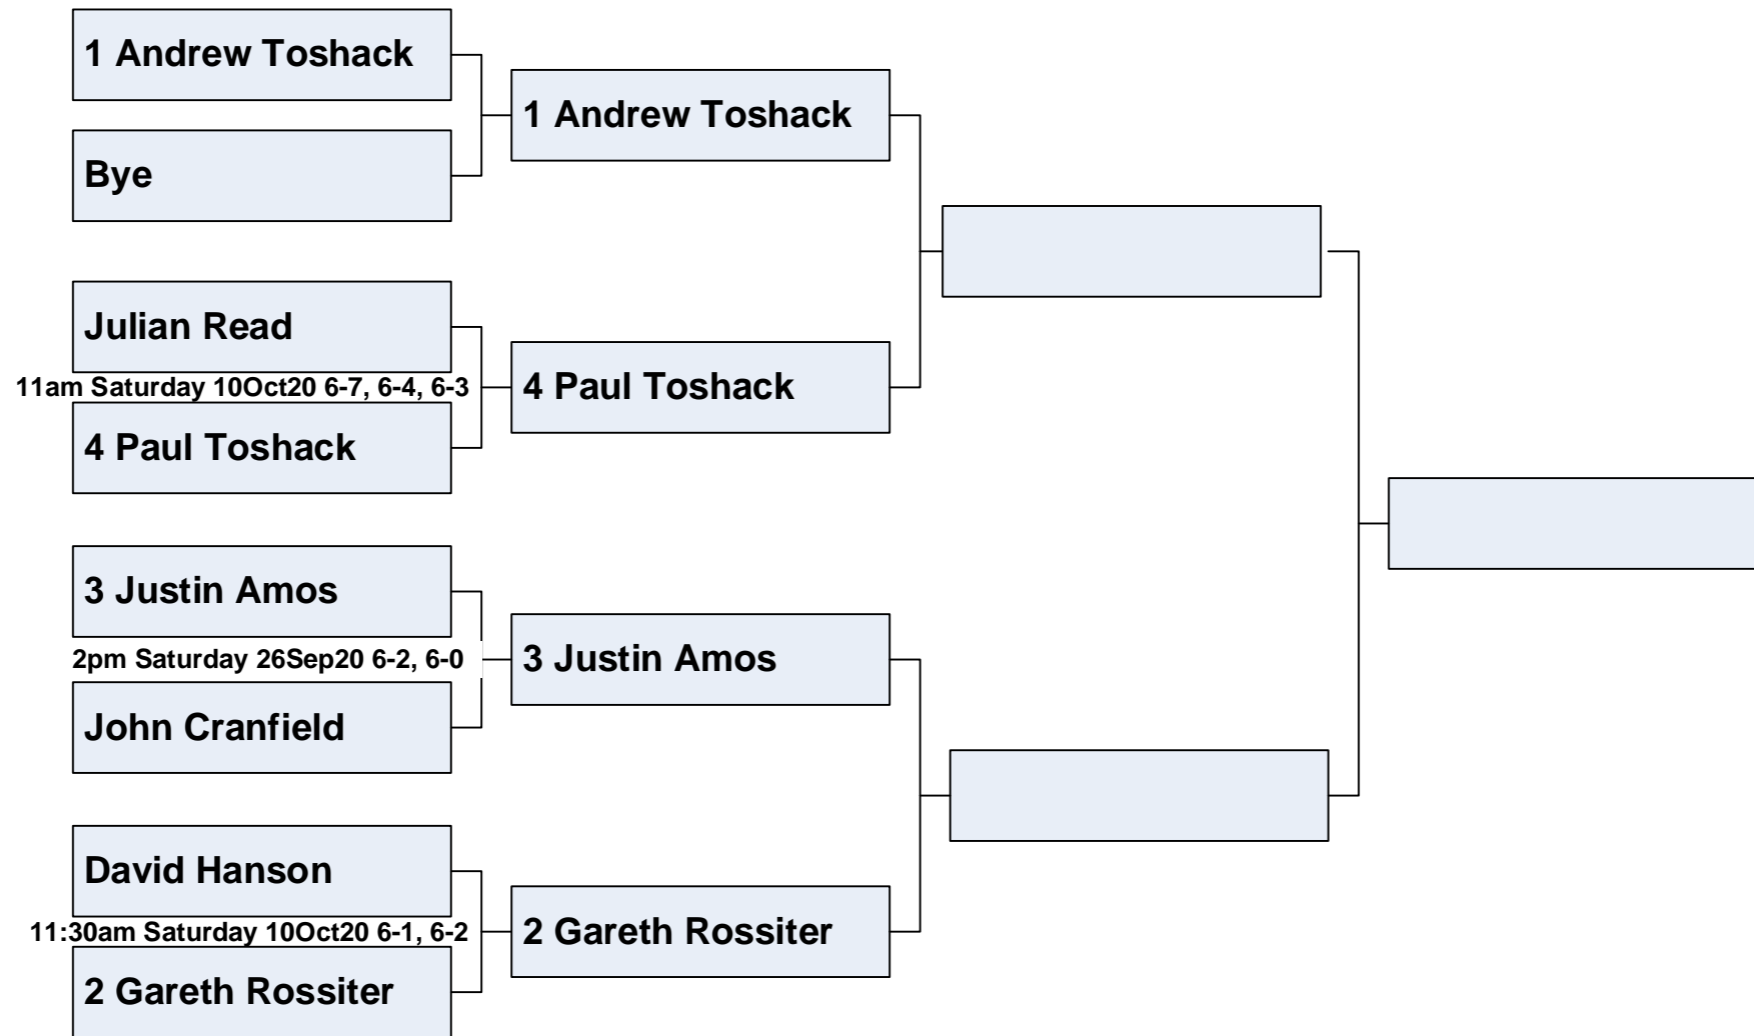 1 Andrew Toshack
Bye
Julian Read
11am Saturday 10Oct20 6-7, 6-4, 6-3
4 Paul Toshack
3 Justin Amos
2pm Saturday 26Sep20 6-2, 6-0
John Cranfield
David Hanson
11:30am Saturday 10Oct20 6-1, 6-2
2 Gareth Rossiter
1 Andrew Toshack
4 Paul Toshack
3 Justin Amos
2 Gareth Rossiter